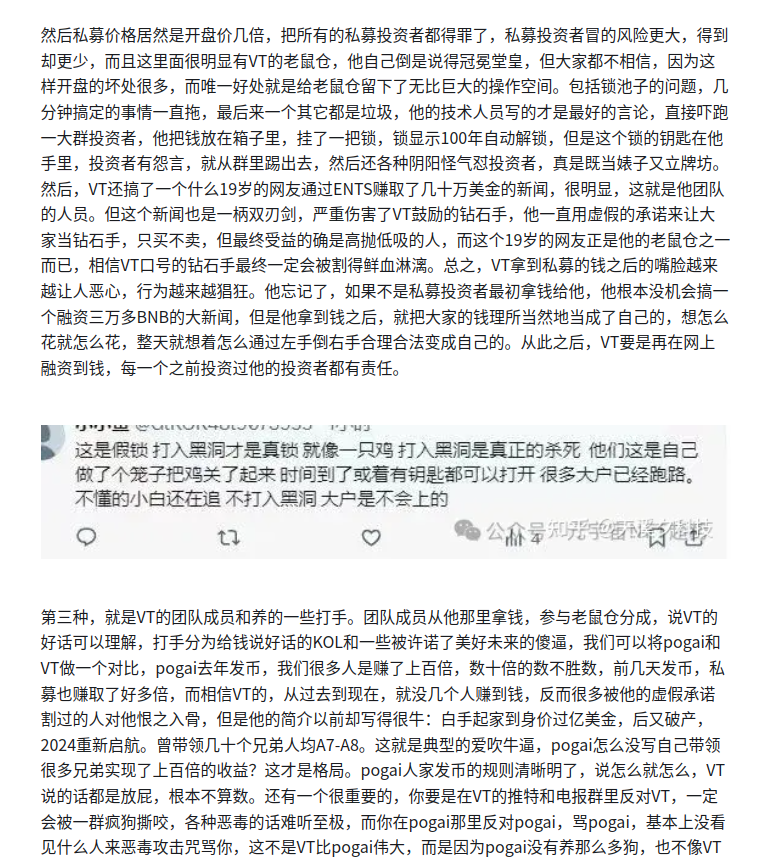 然后私募价格居然是开盘价几倍，把所有的私募投资者都得罪了，私募投资者冒的风险更大，得到
却更少，而且这里面很明显有VT的老鼠仓，他自己倒是说得冠冕堂皇，但大家都不相信，因为这
样开盘的坏处很多，而唯一好处就是给老鼠仓留下了无比巨大的操作空间。包括锁池子的问题，几
分钟搞定的事情一直拖，最后来一个其它都是垃圾，他的技术人员写的才是最好的言论，直接吓跑
一大群投资者，他把钱放在箱子里，挂了一把锁，锁显示100年自动解锁，但是这个锁的钥匙在他
手里，投资者有怨言，就从群里踢出去，然后还各种阴阳怪气怼投资者，真是既当婊子又立牌坊。
然后，VT还搞了一个什么19岁的网友通过ENTS赚取了几十万美金的新闻，很明显，这就是他团队
的人员。但这个新闻也是一柄双刃剑，严重伤害了VT鼓励的钻石手，他一直用虚假的承诺来让大
家当钻石手，只买不卖，但最终受益的确是高抛低吸的人，而这个19岁的网友正是他的老鼠仓之一
而已，相信VT口号的钻石手最终一定会被割得鲜血淋漓。总之，VT拿到私募的钱之后的嘴脸越来
越让人恶心，行为越来越猖狂。他忘记了，如果不是私募投资者最初拿钱给他，他根本没机会搞一
个融资三万多BNB的大新闻，但是他拿到钱之后，就把大家的钱理所当然地当成了自己的，想怎么
花就怎么花，整天就想着怎么通过左手倒右手合理合法变成自己的。从此之后，VT要是再在网上
融资到钱，每一个之前投资过他的投资者都有责任。
这是假锁 打入黑洞才是真锁 就像一只鸡 打入黑洞是真正的杀死 他们这是自己
做了个笼子把鸡关了起来 时间到了或着有钥匙都可以打开 很多大户已经跑路。
不懂的小白还在追 不打入黑洞 大户是不会上的
4
公众号
第三种，就是VT的团队成员和养的一些打手。团队成员从他那里拿钱，参与老鼠仓分成，说VT的
好话可以理解，打手分为给钱说好话的KOL和一些被许诺了美好未来的傻逼，我们可以将pogai和
VT做一个对比，pogai去年发币，我们很多人是赚了上百倍，数十倍的数不胜数，前几天发币，私
募也赚取了好多倍，而相信VT的，从过去到现在，就没几个人赚到钱，反而很多被他的虚假承诺
割过的人对他恨之入骨，但是他的简介以前却写得很牛：白手起家到身价过亿美金，后又破产，
2024重新启航。曾带领几十个兄弟人均A7-A8。这就是典型的爱吹牛逼，pogai怎么没写自己带领
很多兄弟实现了上百倍的收益？这才是格局。pogai人家发币的规则清晰明了，说怎么就怎么，VT
说的话都是放屁，根本不算数。还有一个很重要的，你要是在VT的推特和电报群里反对VT，一定
会被一群疯狗撕咬，各种恶毒的话难听至极，而你在pogai那里反对pogai，骂pogai，基本上没看
见什么人来恶毒攻击咒骂你，这不是VT比pogai伟大，而是因为pogai没有养那么多狗，也不像VT